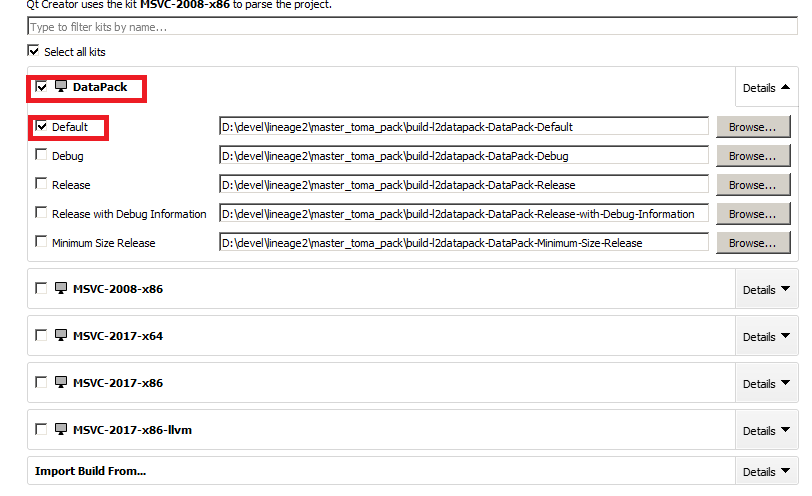 Qt Creator uses the kit MSVC-2008-x86 to parse the project.
Type to filter kits by name...
Select all kits
DataPack
Details
Default
D:\devel\lineage2\master_toma_pack\build-l2datapack-DataPack-Default
Browse...
Debug
D:\devel\lineage2\master_toma_pack\build-l2datapack-DataPack-Debug
Browse...
Release
D:\devel\lineage2\master_toma_pack\build-l2datapack-DataPack-Release
Browse...
Release with Debug Information
D:\devel\lineage2\master_toma_pack\build-l2datapack-DataPack-Release-with-Debug-Information
Browse...
Minimum Size Release
D:\devel\lineage2\master_toma_pack\build-l2datapack-DataPack-Minimum-Size-Release
Browse...
MSVC-2008-x86
Details
MSVC-2017-x64
Details
MSVC-2017-x86
Details
MSVC-2017-x86-llvm
Details
Import Build From...
Details